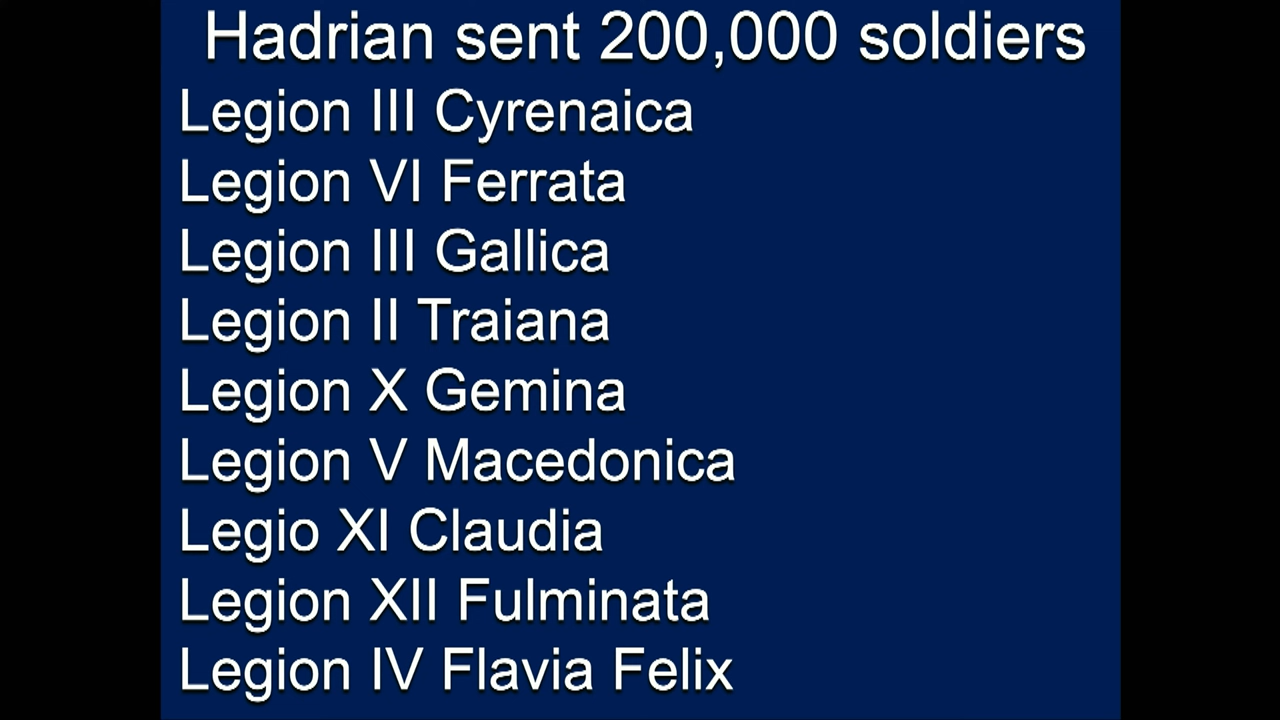 Hadrian sent 200,000 soldiers
Legion III Cyrenaica
Legion VI Ferrata
Legion III Gallica
Legion II Traiana
Legion X Gemina
Legion V Macedonica
Legio XI Claudia
Legion XII Fulminata
Legion IV Flavia Felix